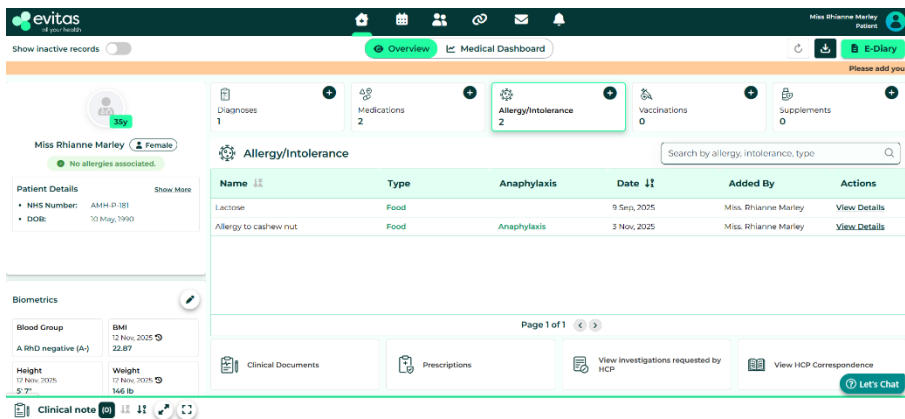 evitas
all your health
Miss Rhianne Marley
Patient
Show inactive records
Overview
Medical Dashboard
E-Diary
Please add you
35y
Miss Rhianne Marley
Female
No allergies associated.
Patient Details
Show More
• NHS Number: AMH-P-181
• DOB: 10 May, 1990
Biometrics
Blood Group
A RhD negative (A-)
BMI
12 Nov, 2025
22.87
Height
12 Nov, 2025
5' 7"
Weight
12 Nov, 2025
146 lb
Diagnoses
1
Medications
2
Allergy/Intolerance
2
Vaccinations
0
Supplements
0
Allergy/Intolerance
Search by allergy, intolerance, type
Name Type Anaphylaxis Date Added By Actions
Lactose Food 9 Sep, 2025 Miss. Rhianne Marley View Details
Allergy to cashew nut Food Anaphylaxis 3 Nov, 2025 Miss. Rhianne Marley View Details
Page 1 of 1
Clinical Documents
Prescriptions
View investigations requested by
HCP
View HCP Correspondence
Let's Chat
Clinical note (0)